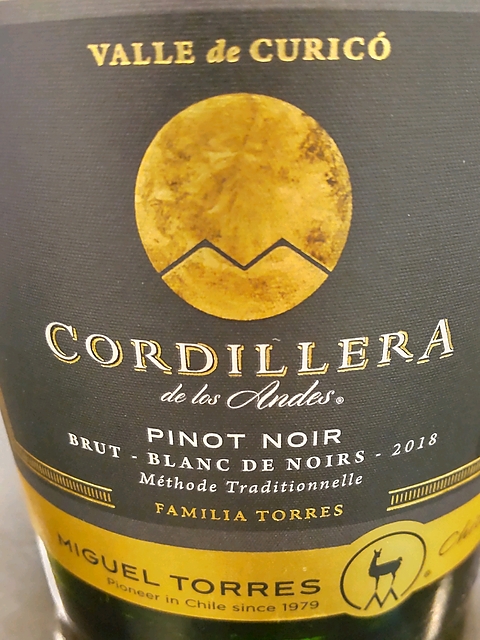 VALLE de CURICÓ
CORDILLERA
de los Andes®
PINOT NOIR
BRUT - BLANC DE NOIRS - 2018
Méthode Traditionnelle
FAMILIA TORRES
MIGUEL TORRES
Pioneer in Chile since 1979